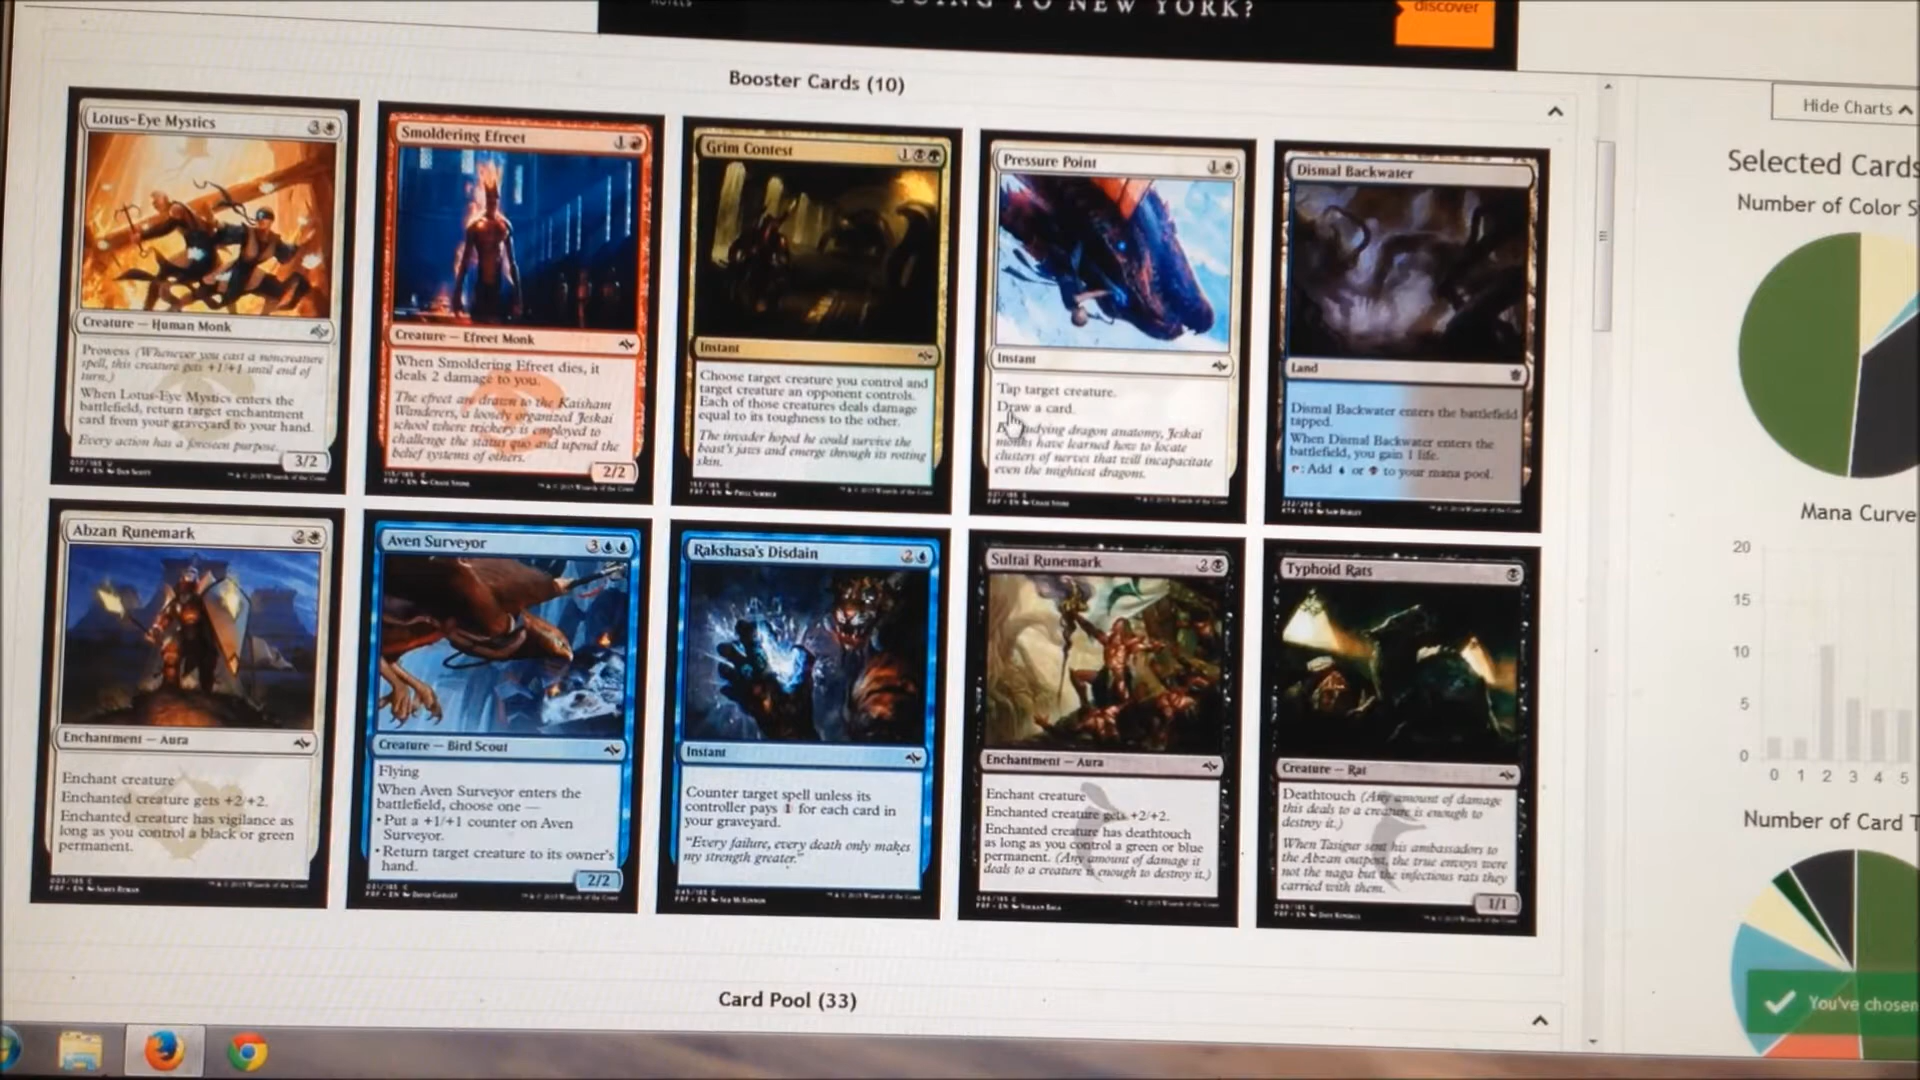 HOTELS
GOING TO NEW YORK?
discover
Booster Cards (10)
Hide Charts
Lotus-Eye Mystics 3
Creature — Human Monk
Prowess (Whenever you cast a noncreature
spell, this creature gets +1/+1 until end of
turn.)
When Lotus-Eye Mystics enters the
battlefield, return target enchantment
card from your graveyard to your hand.
Every action has a foreseen purpose.
3/2
Smoldering Efreet 1
Creature — Efreet Monk
When Smoldering Efreet dies, it
deals 2 damage to you.
The efreet are drawn to the Kaisham
Wanderers, a loosely organized Jeskai
school where trickery is employed to
challenge the status quo and upend the
belief systems of others.
2/2
Grim Contest 1
Instant
Choose target creature you control and
target creature an opponent controls.
Each of those creatures deals damage
equal to its toughness to the other.
The invader hoped he could survive the
beast's jaws and emerge through its rotting
skin.
Pressure Point 1
Instant
Tap target creature.
Draw a card.
studying dragon anatomy, Jeskai
monks have learned how to locate
clusters of nerves that will incapacitate
even the mightiest dragons.
Dismal Backwater
Land
Dismal Backwater enters the battlefield
tapped.
When Dismal Backwater enters the
battlefield, you gain 1 life.
: Add or to your mana pool.
Abzan Runemark 2
Enchantment — Aura
Enchant creature
Enchanted creature gets +2/+2.
Enchanted creature has vigilance as
long as you control a black or green
permanent.
Aven Surveyor 3
Creature — Bird Scout
Flying
When Aven Surveyor enters the
battlefield, choose one —
• Put a +1/+1 counter on Aven
Surveyor.
• Return target creature to its owner's
hand.
2/2
Rakshasa's Disdain 2
Instant
Counter target spell unless its
controller pays 1 for each card in
your graveyard.
"Every failure, every death only makes
my strength greater."
Sultai Runemark 2
Enchantment — Aura
Enchant creature
Enchanted creature gets +2/+2.
Enchanted creature has deathtouch
as long as you control a green or blue
permanent. (Any amount of damage it
deals to a creature is enough to destroy it.)
Typhoid Rats
Creature — Rat
Deathtouch (Any amount of damage
this deals to a creature is enough to
destroy it.)
When Tasigur sent his ambassadors to
the Abzan outpost, the true envoys were
not the naga but the infectious rats they
carried with them.
1/1
Card Pool (33)
Selected Cards
Number of Color S
Mana Curve
20
15
10
5
0
0 1 2 3 4 5
Number of Card T
You've chosen